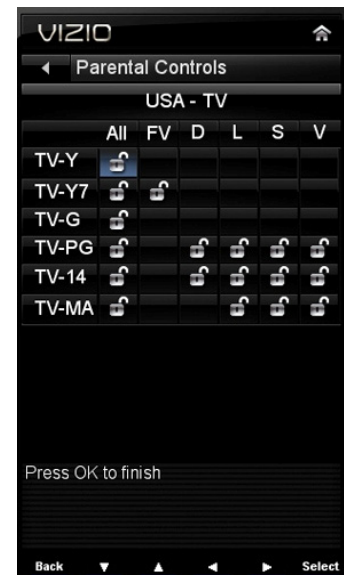 VIZIO
Parental Controls
USA - TV
All FV D L S V
TV-Y
TV-Y7
TV-G
TV-PG
TV-14
TV-MA
Press OK to finish
Back Select